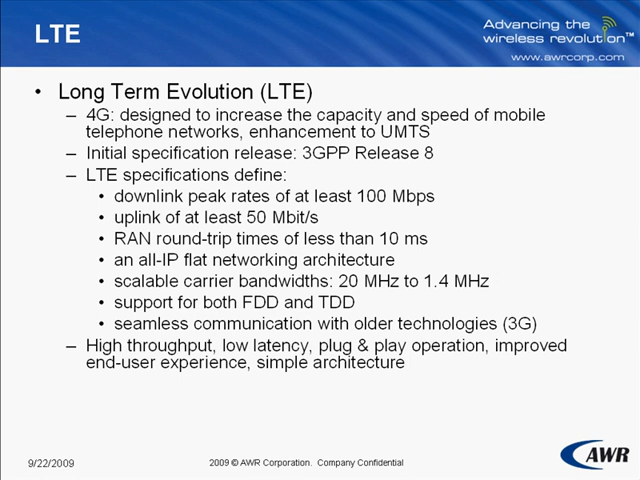 LTE
Advancing the
wireless revolution™
www.awrcorp.com
• Long Term Evolution (LTE)
– 4G: designed to increase the capacity and speed of mobile
telephone networks, enhancement to UMTS
– Initial specification release: 3GPP Release 8
– LTE specifications define:
• downlink peak rates of at least 100 Mbps
• uplink of at least 50 Mbit/s
• RAN round-trip times of less than 10 ms
• an all-IP flat networking architecture
• scalable carrier bandwidths: 20 MHz to 1.4 MHz
• support for both FDD and TDD
• seamless communication with older technologies (3G)
– High throughput, low latency, plug & play operation, improved
end-user experience, simple architecture
9/22/2009
2009 © AWR Corporation. Company Confidential
AWR